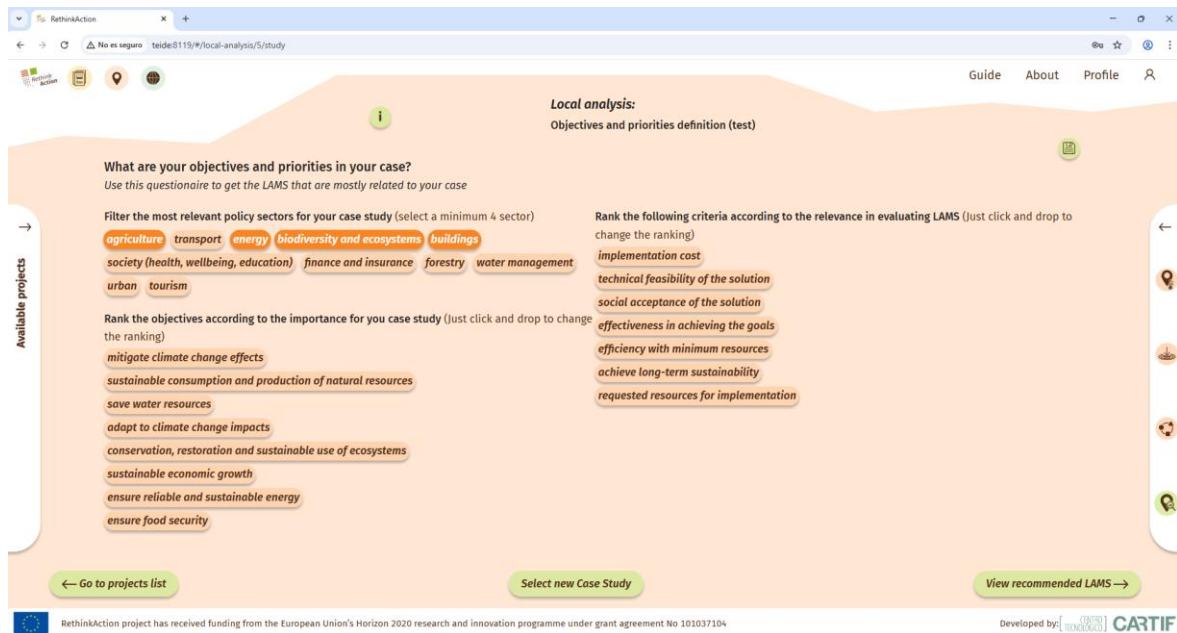 RethinkAction
No es seguro
teide:8119/#/local-analysis/5/study
Rethink
Action
Guide
About
Profile
Local analysis:
i
Objectives and priorities definition (test)
What are your objectives and priorities in your case?
Use this questionaire to get the LAMS that are mostly related to your case
Filter the most relevant policy sectors for your case study (select a minimum 4 sector)
agriculture transport energy biodiversity and ecosystems buildings
society (health, wellbeing, education) finance and insurance forestry water management
urban tourism
Rank the objectives according to the importance for you case study (Just click and drop to change
the ranking)
mitigate climate change effects
sustainable consumption and production of natural resources
save water resources
adapt to climate change impacts
conservation, restoration and sustainable use of ecosystems
sustainable economic growth
ensure reliable and sustainable energy
ensure food security
Rank the following criteria according to the relevance in evaluating LAMS (Just click and drop to
change the ranking)
implementation cost
technical feasibility of the solution
social acceptance of the solution
effectiveness in achieving the goals
efficiency with minimum resources
achieve long-term sustainability
requested resources for implementation
Available projects
← Go to projects list
Select new Case Study
View recommended LAMS →
RethinkAction project has received funding from the European Union's Horizon 2020 research and innovation programme under grant agreement No 101037104
Developed by:
CENTRO
TECNOLÓGICO
CARTIF